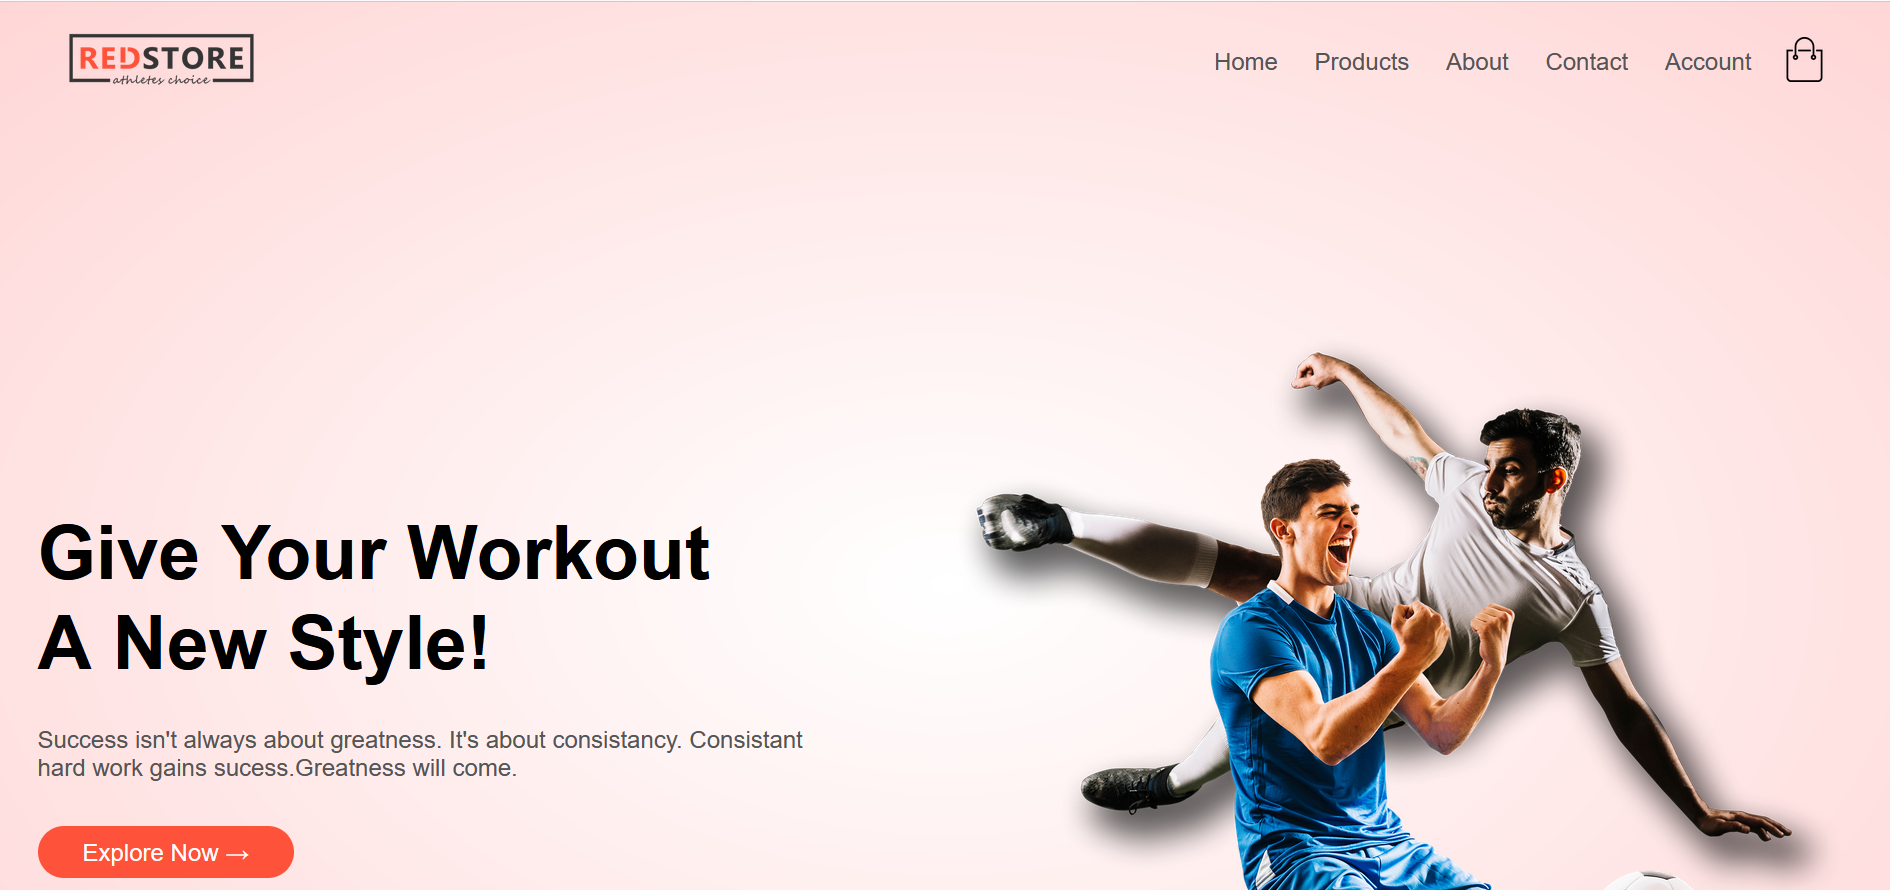 REDSTORE
athletes choice
Home Products About Contact Account
Give Your Workout
A New Style!
Success isn't always about greatness. It's about consistancy. Consistant
hard work gains sucess.Greatness will come.
Explore Now →